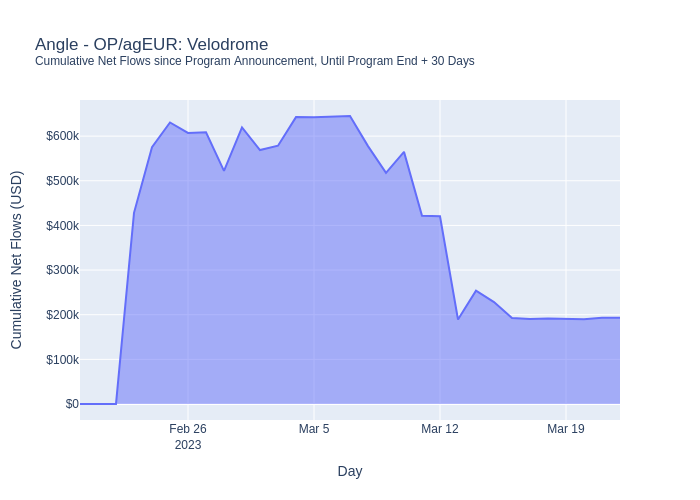 Angle - OP/agEUR: Velodrome
Cumulative Net Flows since Program Announcement, Until Program End + 30 Days
Cumulative Net Flows (USD)
$600k
$500k
$400k
$300k
$200k
$100k
$0
Feb 26
2023
Mar 5
Mar 12
Mar 19
Day